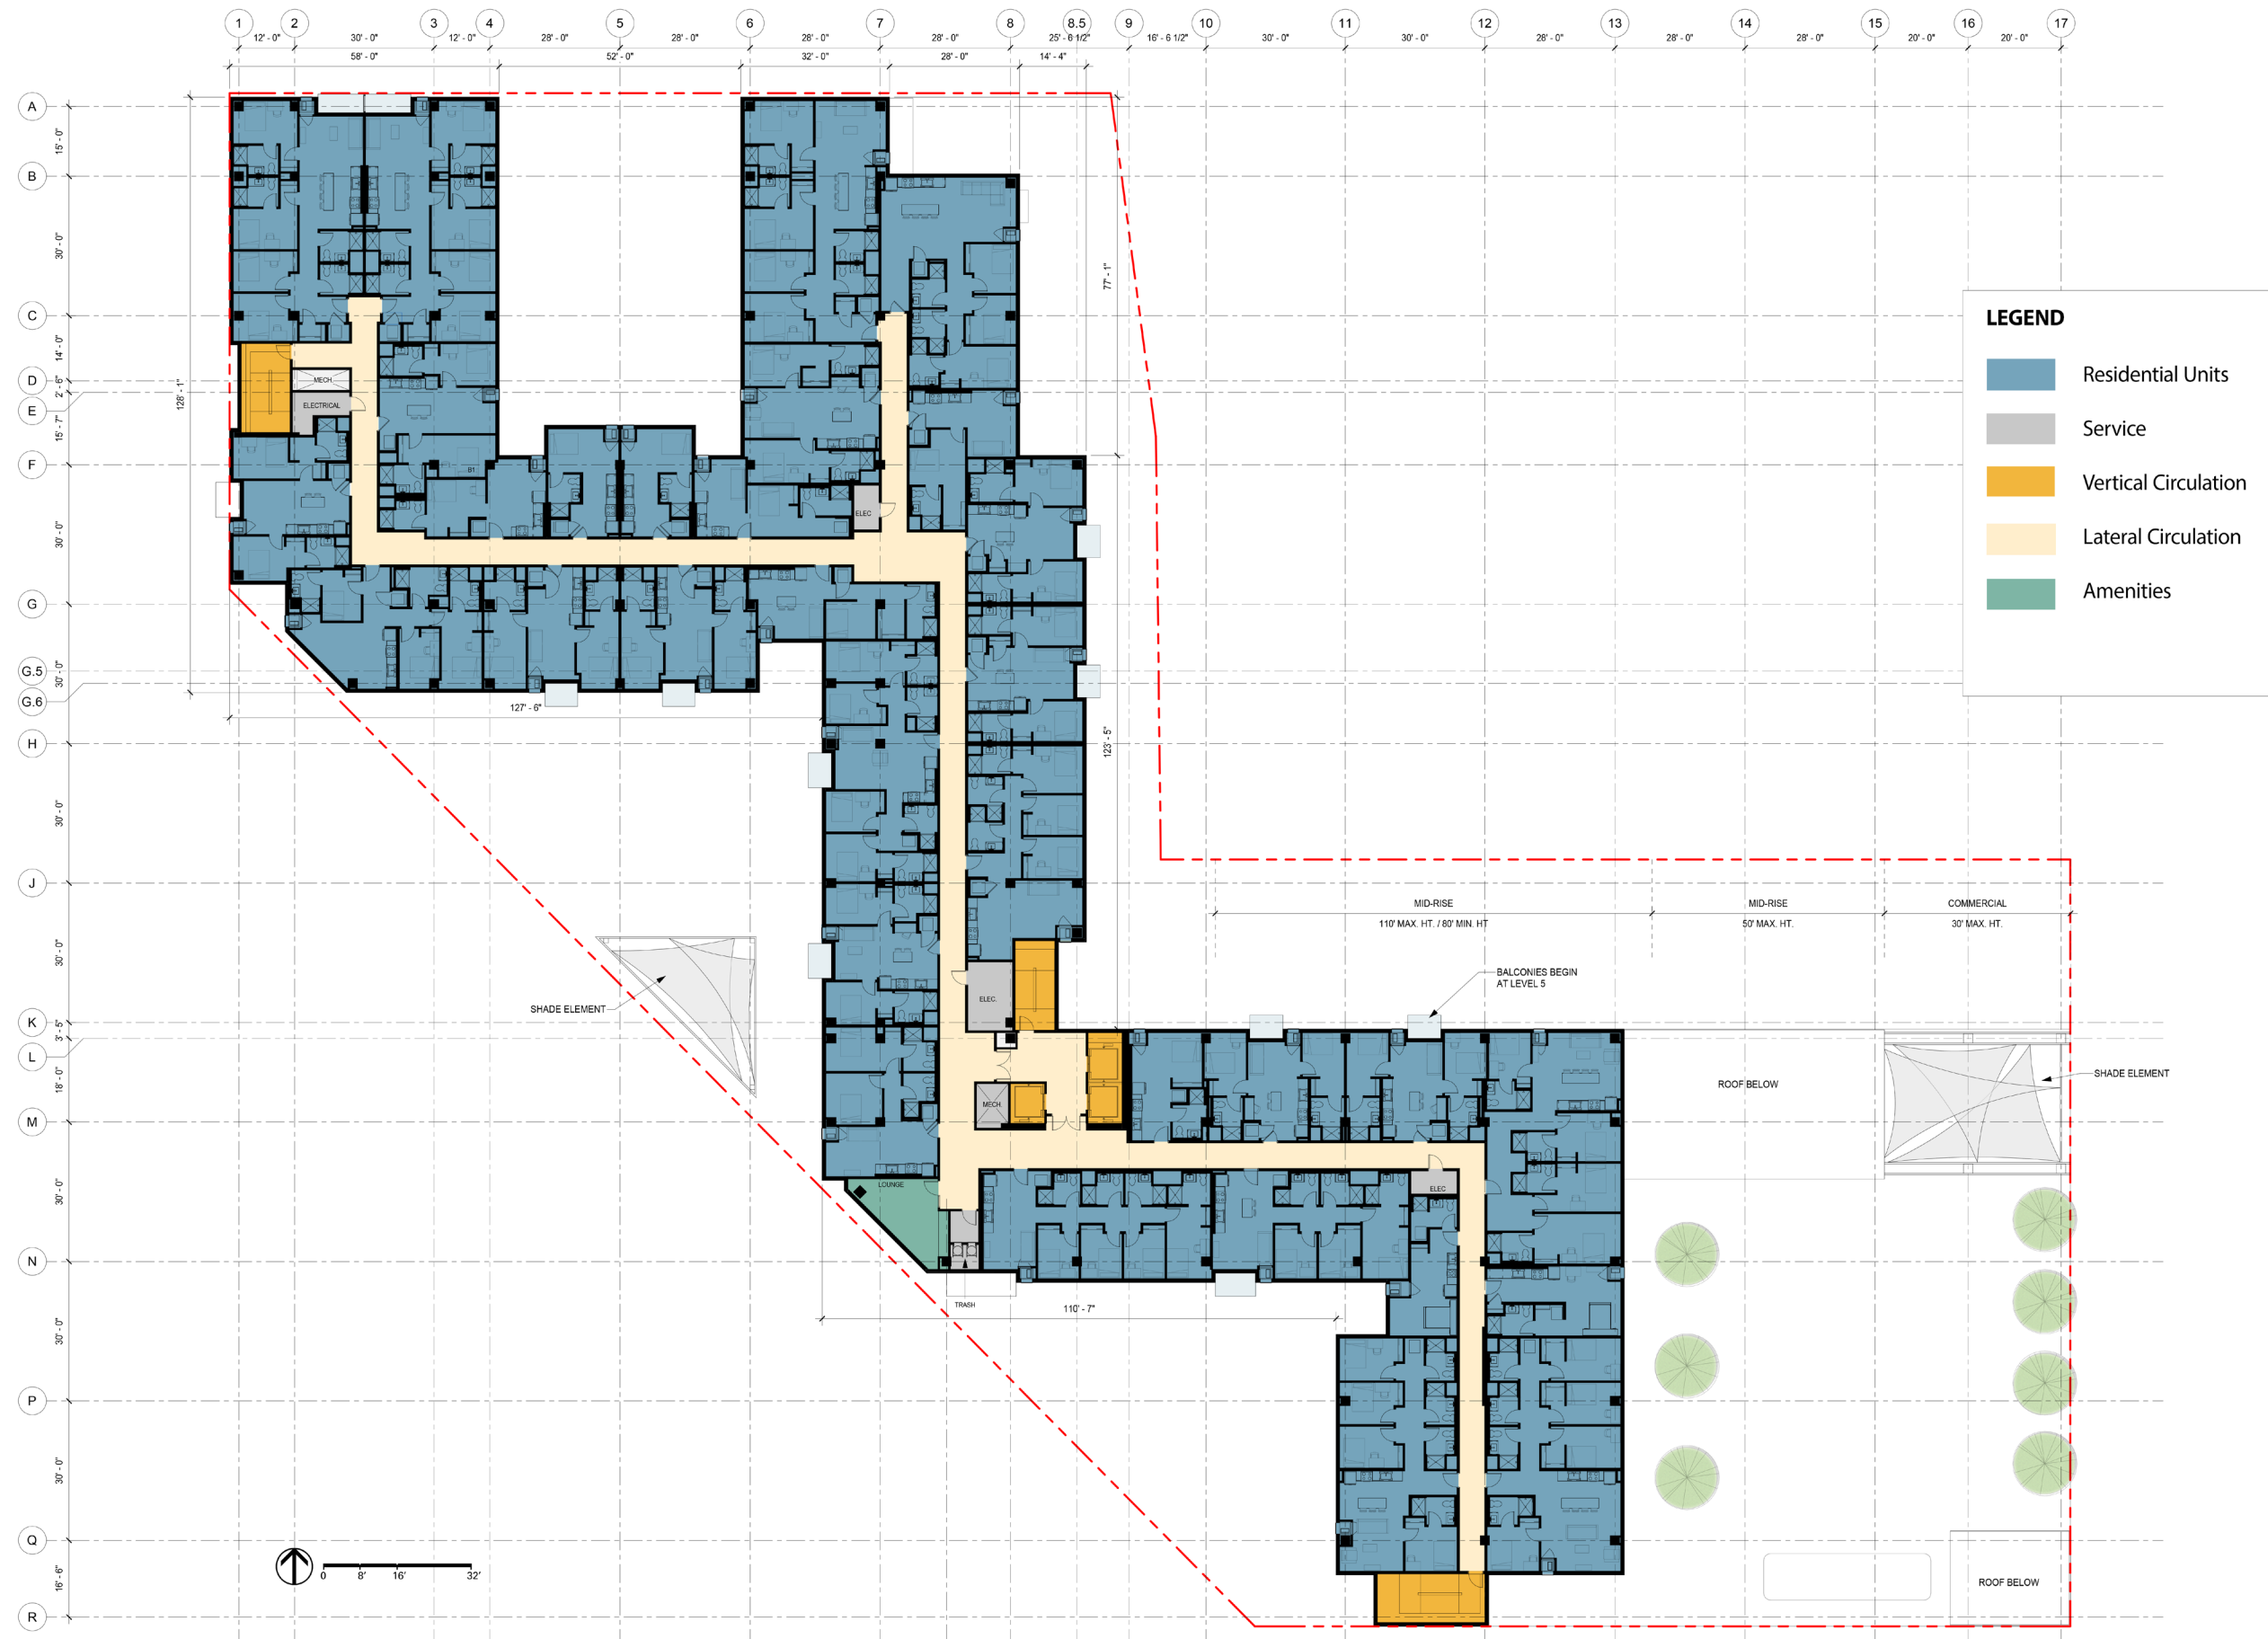 1 2 3 4 5 6 7 8 8.5 9 10 11 12 13 14 15 16 17
12' - 0" 30' - 0" 12' - 0" 28' - 0" 28' - 0" 28' - 0" 28' - 0" 25' - 6 1/2" 16' - 6 1/2" 30' - 0" 30' - 0" 28' - 0" 28' - 0" 28' - 0" 20' - 0" 20' - 0"
58' - 0" 52' - 0" 32' - 0" 28' - 0" 14' - 4"
A
15' - 0"
B
30' - 0"
77' - 1"
C
LEGEND
Residential Units
Service
Vertical Circulation
Lateral Circulation
Amenities
14' - 0"
D
MECH
2' - 6"
128' - 1"
E
ELECTRICAL
15' - 7"
F
B1
ELEC
30' - 0"
G
G.5
30' - 0"
G.6
127' - 6"
H
123' - 5"
30' - 0"
J
MID-RISE MID-RISE COMMERCIAL
110' MAX. HT. / 80' MIN. HT 50' MAX. HT. 30' MAX. HT.
30' - 0"
BALCONIES BEGIN
AT LEVEL 5
ELEC.
SHADE ELEMENT
K
3' - 5"
L
18' - 0"
SHADE ELEMENT
ROOF BELOW
MECH
M
30' - 0"
LOUNGE
ELEC
N
TRASH
110' - 7"
30' - 0"
P
30' - 0"
Q
0 8' 16' 32'
16' - 6"
ROOF BELOW
R